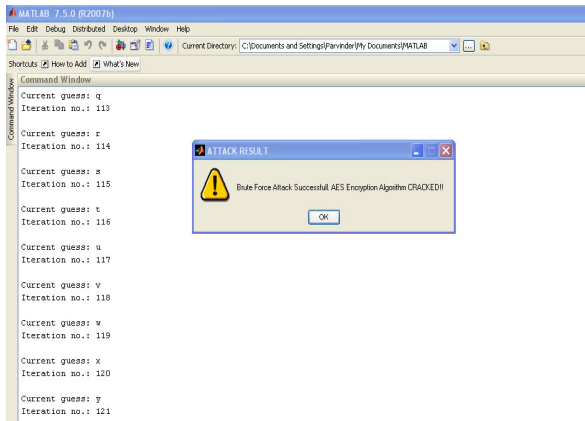 MATLAB 7.5.0 (R2007b)
File Edit Debug Distributed Desktop Window Help
Current Directory: C:\Documents and Settings\Parvinder\My Documents\MATLAB
Shortcuts How to Add What's New
Command Window
Command Window
Current guess: q
Iteration no.: 113
Current guess: r
Iteration no.: 114
Current guess: s
Iteration no.: 115
Current guess: t
Iteration no.: 116
Current guess: u
Iteration no.: 117
Current guess: v
Iteration no.: 118
Current guess: w
Iteration no.: 119
Current guess: x
Iteration no.: 120
Current guess: y
Iteration no.: 121
ATTACK RESULT
Brute Force Attack Successfull. AES Encryption Algorithm CRACKED!!
OK